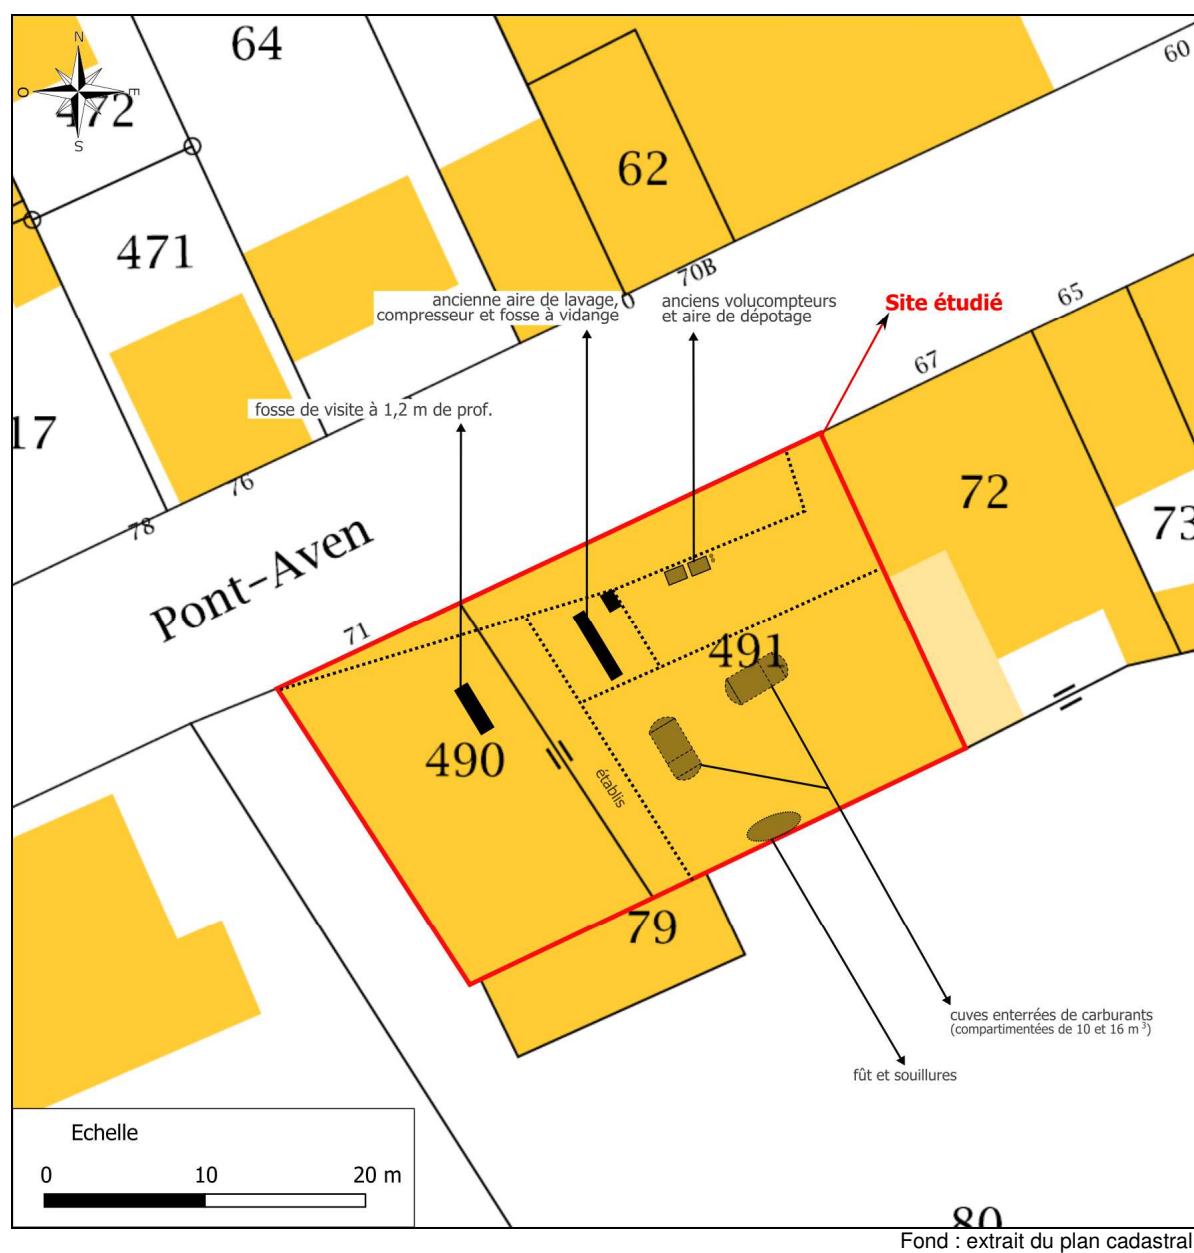 64
60
N
O
E
S
472
62
471
70B
0
65
ancienne aire de lavage,
compresseur et fosse à vidange
anciens volucompteurs
et aire de dépotage
Site étudié
67
fosse de visite à 1,2 m de prof.
17
76
78
72
73
Pont-Aven
71
491
490
établis
79
cuves enterrées de carburants
(compartimentées de 10 et 16 m³)
fût et souillures
Echelle
0 10 20 m
80
Fond : extrait du plan cadastral